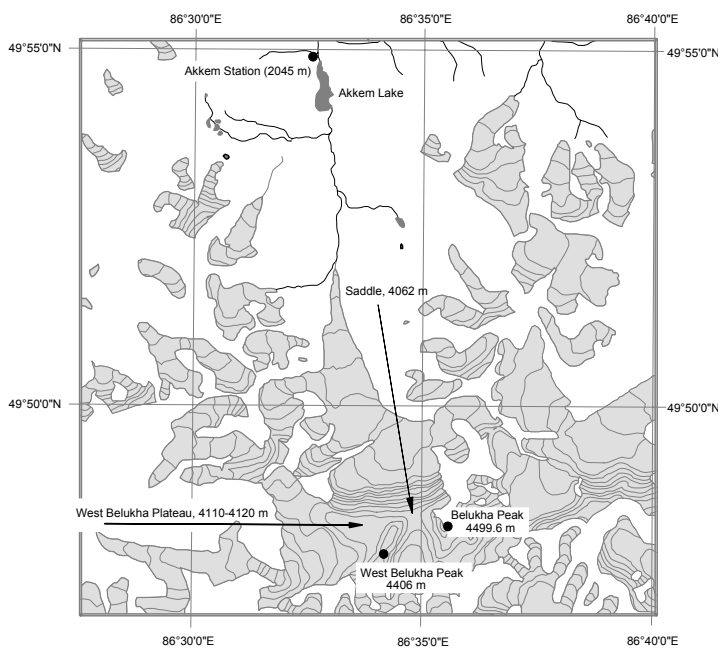 86°30'0"E 86°35'0"E 86°40'0"E
49°55'0"N 49°55'0"N
Akkem Station (2045 m)
Akkem Lake
Saddle, 4062 m
49°50'0"N 49°50'0"N
West Belukha Plateau, 4110-4120 m
Belukha Peak
4499.6 m
West Belukha Peak
4406 m
86°30'0"E 86°35'0"E 86°40'0"E